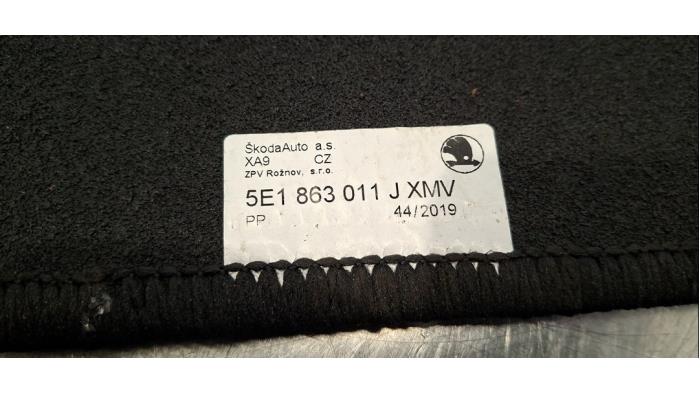 ŠkodaAuto a.s.
XA9 CZ
ZPV Rožnov, s.r.o.
5E1 863 011 J XMV
PP 44/2019